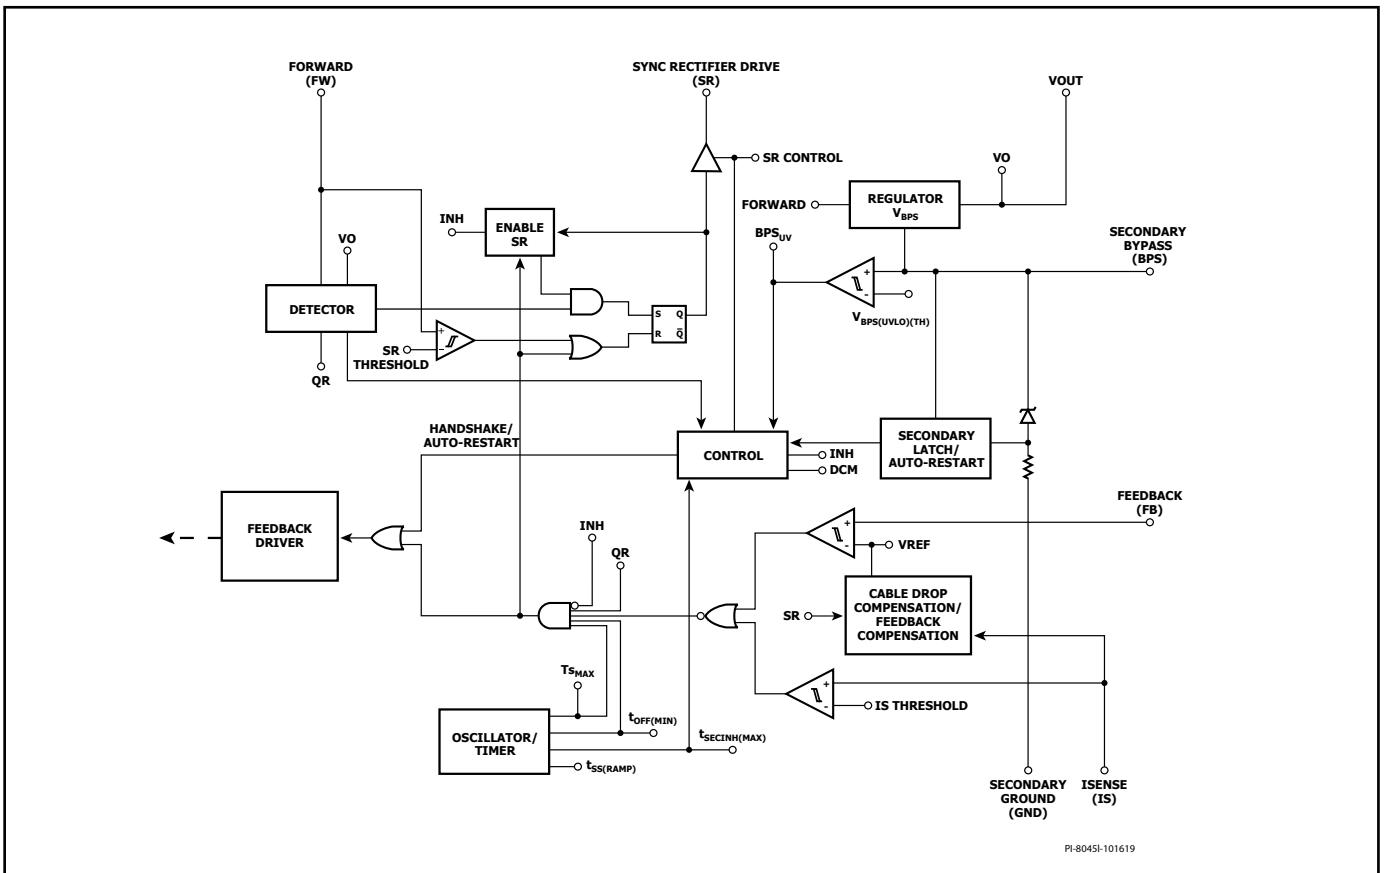 FORWARD
(FW)
SYNC RECTIFIER DRIVE
(SR)
VOUT
SR CONTROL
VO
FORWARD
REGULATOR
VBPS
INH
ENABLE
SR
BPSUV
SECONDARY
BYPASS
(BPS)
VO
DETECTOR
+
-
VBPS(UVLO)(TH)
S Q
R Q̅
+
−
SR
THRESHOLD
QR
HANDSHAKE/
AUTO-RESTART
CONTROL
INH
DCM
SECONDARY
LATCH/
AUTO-RESTART
FEEDBACK
(FB)
FEEDBACK
DRIVER
INH
QR
+
-
VREF
CABLE DROP
COMPENSATION/
FEEDBACK
COMPENSATION
SR
TsMAX
+
-
IS THRESHOLD
OSCILLATOR/
TIMER
tOFF(MIN)
tSECINH(MAX)
tSS(RAMP)
SECONDARY
GROUND
(GND)
ISENSE
(IS)
PI-8045I-101619